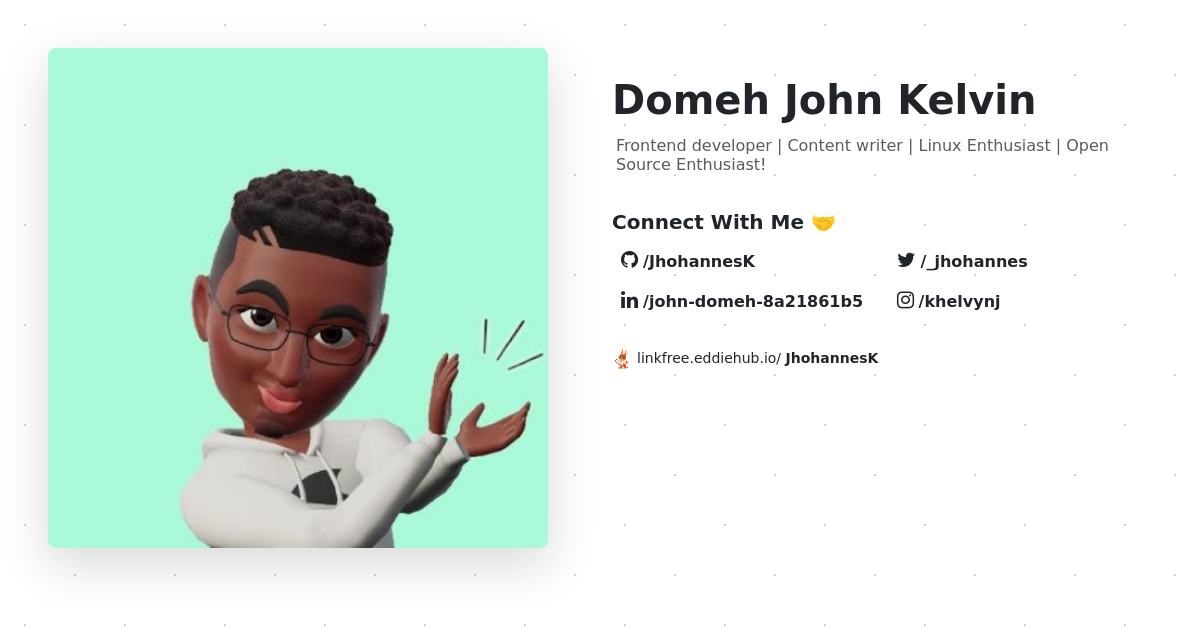 Domeh John Kelvin
Frontend developer | Content writer | Linux Enthusiast | Open
Source Enthusiast!
Connect With Me 🤝
/JhohannesK
/_jhohannes
/john-domeh-8a21861b5
/khelvynj
linkfree.eddiehub.io/ JhohannesK